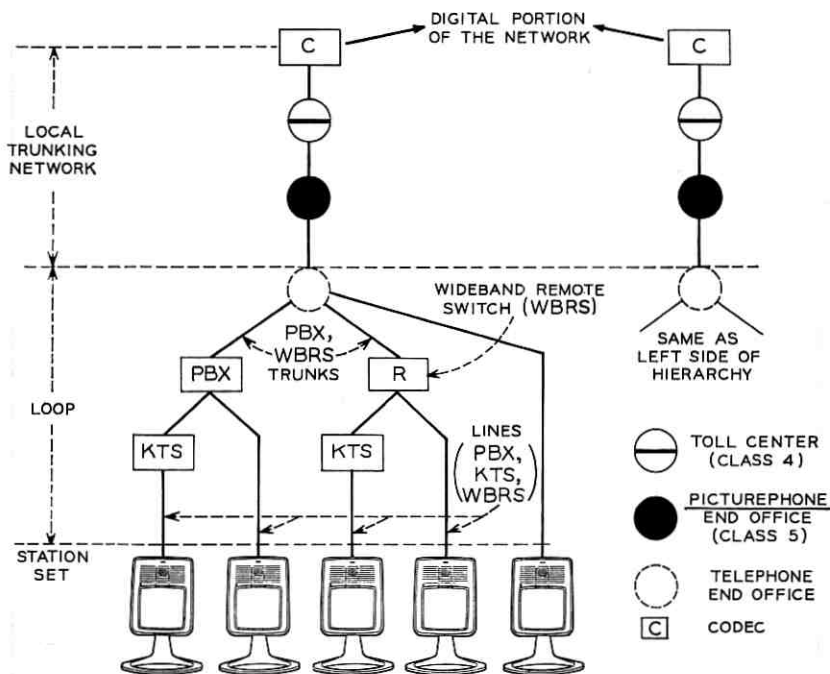 DIGITAL PORTION
OF THE NETWORK
C
C
LOCAL
TRUNKING
NETWORK
WIDEBAND REMOTE
SWITCH (WBRS)
PBX,
WBRS
TRUNKS
SAME AS
LEFT SIDE OF
HIERARCHY
PBX
R
LOOP
LINES
(PBX,
KTS,
WBRS)
KTS
KTS
TOLL CENTER
(CLASS 4)
PICTUREPHONE
END OFFICE
(CLASS 5)
STATION
SET
TELEPHONE
END OFFICE
C
CODEC